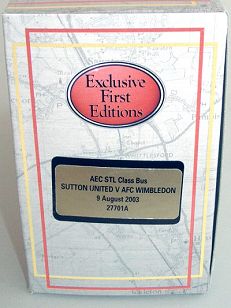 Exclusive
First
Editions
AEC STL Class Bus
SUTTON UNITED V AFC WIMBLEDON
9 August 2003
27701A